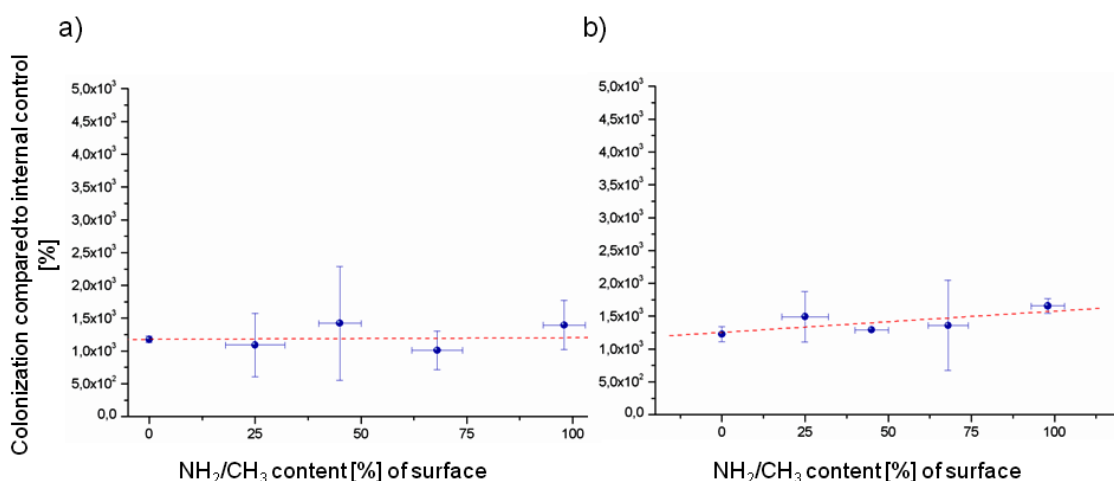 a)
b)
Colonization compared to internal control
[%]
5,0x10³
4,5x10³
4,0x10³
3,5x10³
3,0x10³
2,5x10³
2,0x10³
1,5x10³
1,0x10³
5,0x10²
0,0
0 25 50 75 100
NH₂/CH₃ content [%] of surface
5,0x10³
4,5x10³
4,0x10³
3,5x10³
3,0x10³
2,5x10³
2,0x10³
1,5x10³
1,0x10³
5,0x10²
0,0
0 25 50 75 100
NH₂/CH₃ content [%] of surface